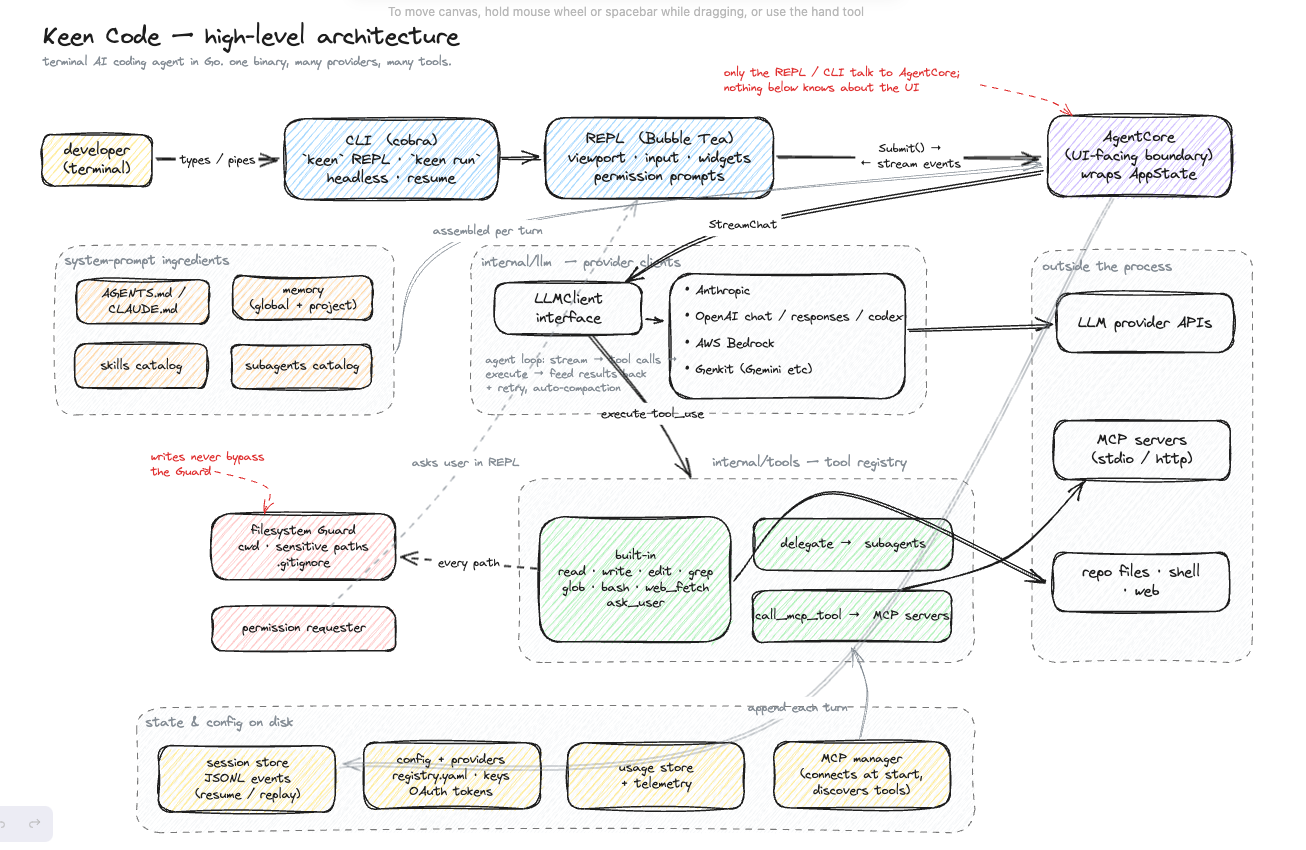 To move canvas, hold mouse wheel or spacebar while dragging, or use the hand tool
Keen Code — high-level architecture
terminal AI coding agent in Go. one binary, many providers, many tools.
only the REPL / CLI talk to AgentCore;
nothing below knows about the UI
developer
(terminal)
types / pipes
CLI (cobra)
`keen` REPL · `keen run`
headless · resume
REPL (Bubble Tea)
viewport · input · widgets
permission prompts
Submit() →
← stream events
AgentCore
(UI-facing boundary)
wraps AppState
assembled per turn
StreamChat
system-prompt ingredients
AGENTS.md /
CLAUDE.md
memory
(global + project)
skills catalog
subagents catalog
internal/llm — provider clients
LLMClient
interface
• Anthropic
• OpenAI chat / responses / codex
• AWS Bedrock
• Genkit (Gemini etc)
agent loop: stream → tool calls →
execute → feed results back
+ retry, auto-compaction
execute tool_use
outside the process
LLM provider APIs
MCP servers
(stdio / http)
repo files · shell
· web
writes never bypass
the Guard
asks user in REPL
internal/tools — tool registry
filesystem Guard
cwd · sensitive paths
.gitignore
every path
permission requester
built-in
read · write · edit · grep
glob · bash · web_fetch
ask_user
delegate → subagents
call_mcp_tool → MCP servers
append each turn
state & config on disk
session store
JSONL events
(resume / replay)
config + providers
registry.yaml · keys
OAuth tokens
usage store
+ telemetry
MCP manager
(connects at start,
discovers tools)